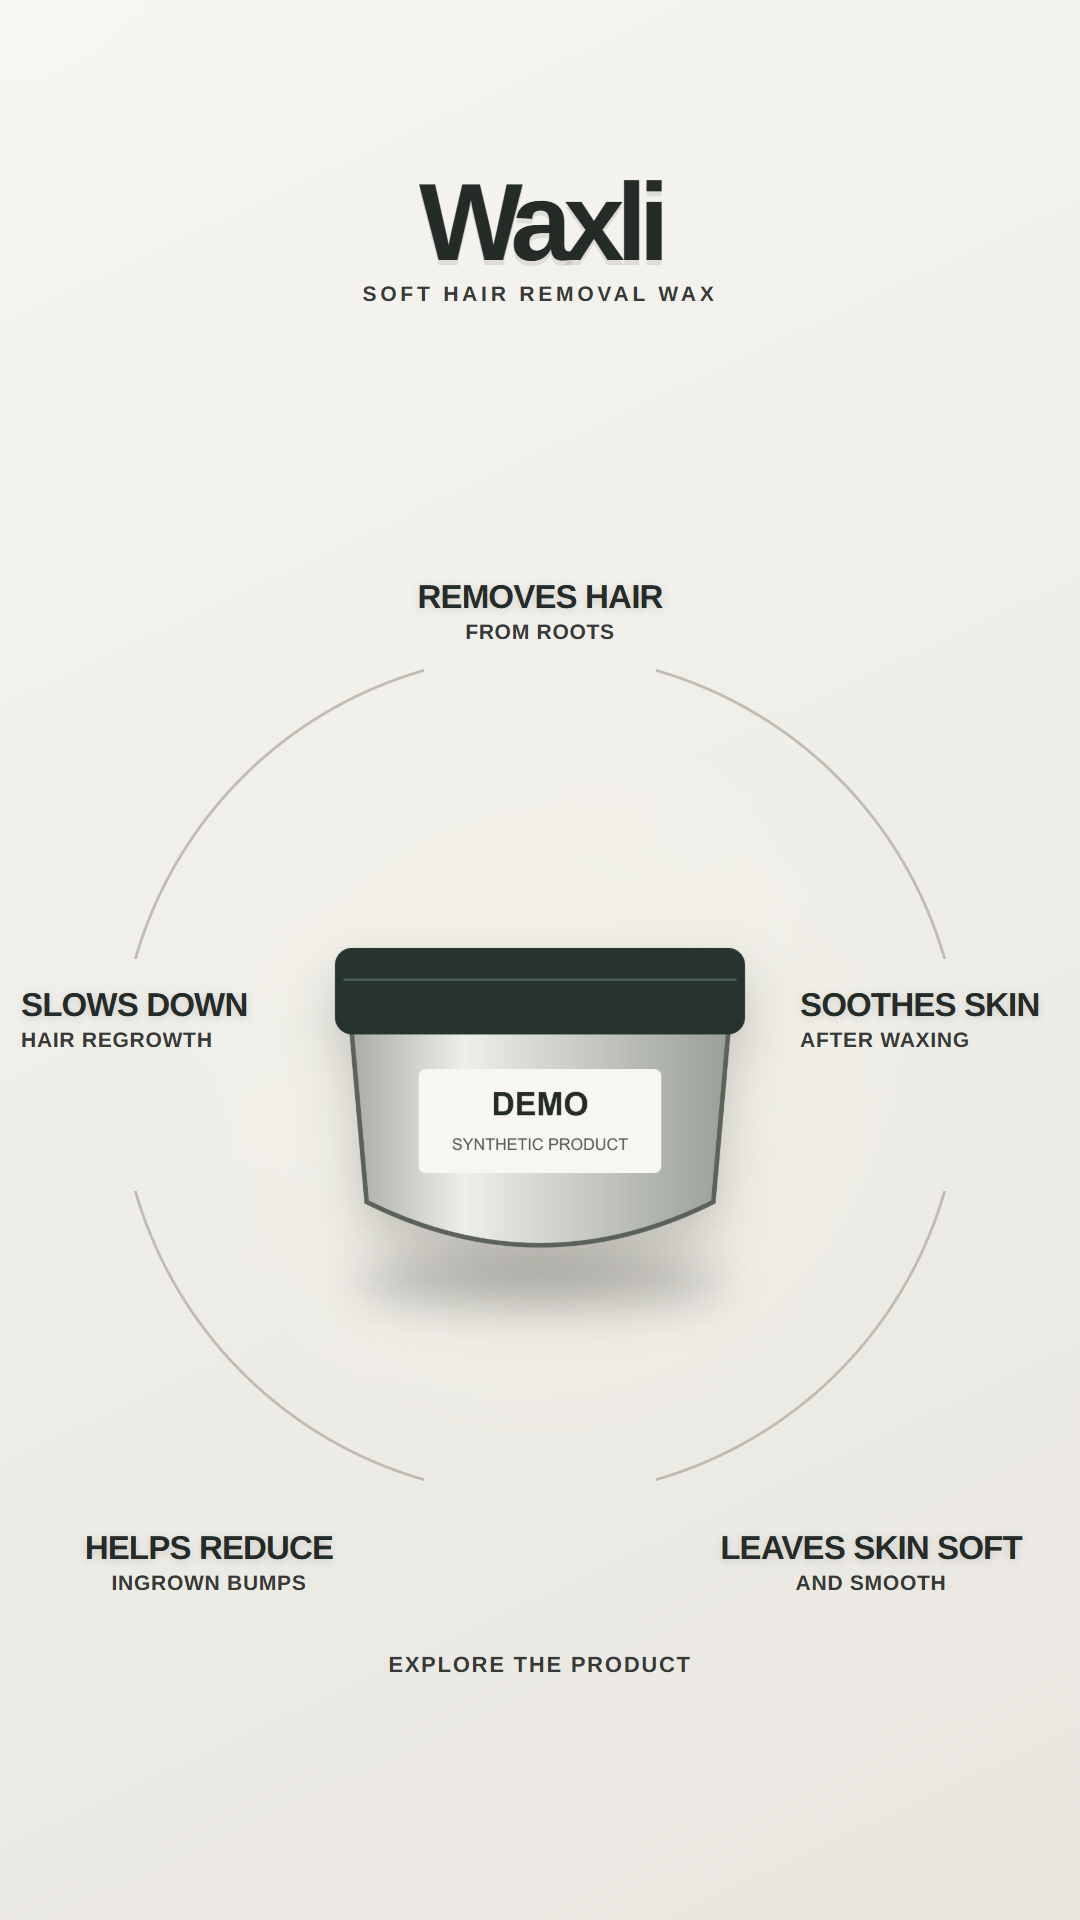 Waxli
SOFT HAIR REMOVAL WAX
REMOVES HAIR
FROM ROOTS
SLOWS DOWN
HAIR REGROWTH
SOOTHES SKIN
AFTER WAXING
DEMO
SYNTHETIC PRODUCT
HELPS REDUCE
INGROWN BUMPS
LEAVES SKIN SOFT
AND SMOOTH
EXPLORE THE PRODUCT